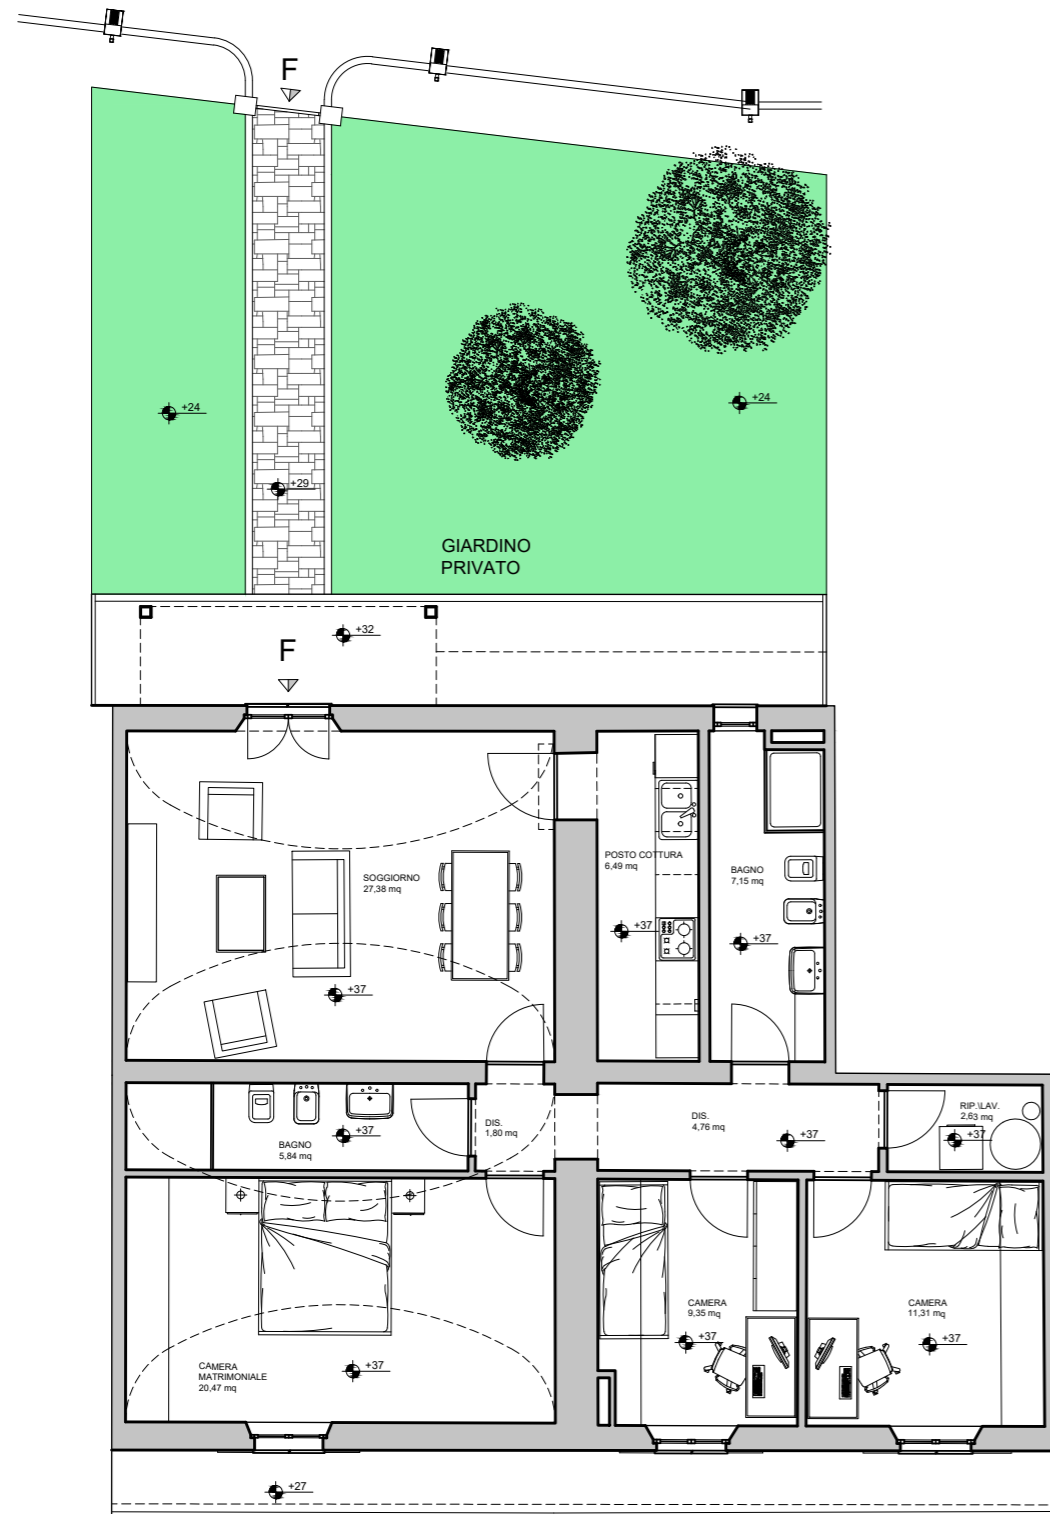 F
+24
+24
+29
GIARDINO
PRIVATO
+32
F
SOGGIORNO
27,38 mq
POSTO COTTURA
6,49 mq
BAGNO
7,15 mq
+37
+37
+37
BAGNO
5,84 mq
+37
DIS.
1,80 mq
DIS.
4,76 mq
+37
RIP.\LAV.
2,63 mq
+37
CAMERA
MATRIMONIALE
20,47 mq
+37
CAMERA
9,35 mq
+37
CAMERA
11,31 mq
+37
+27